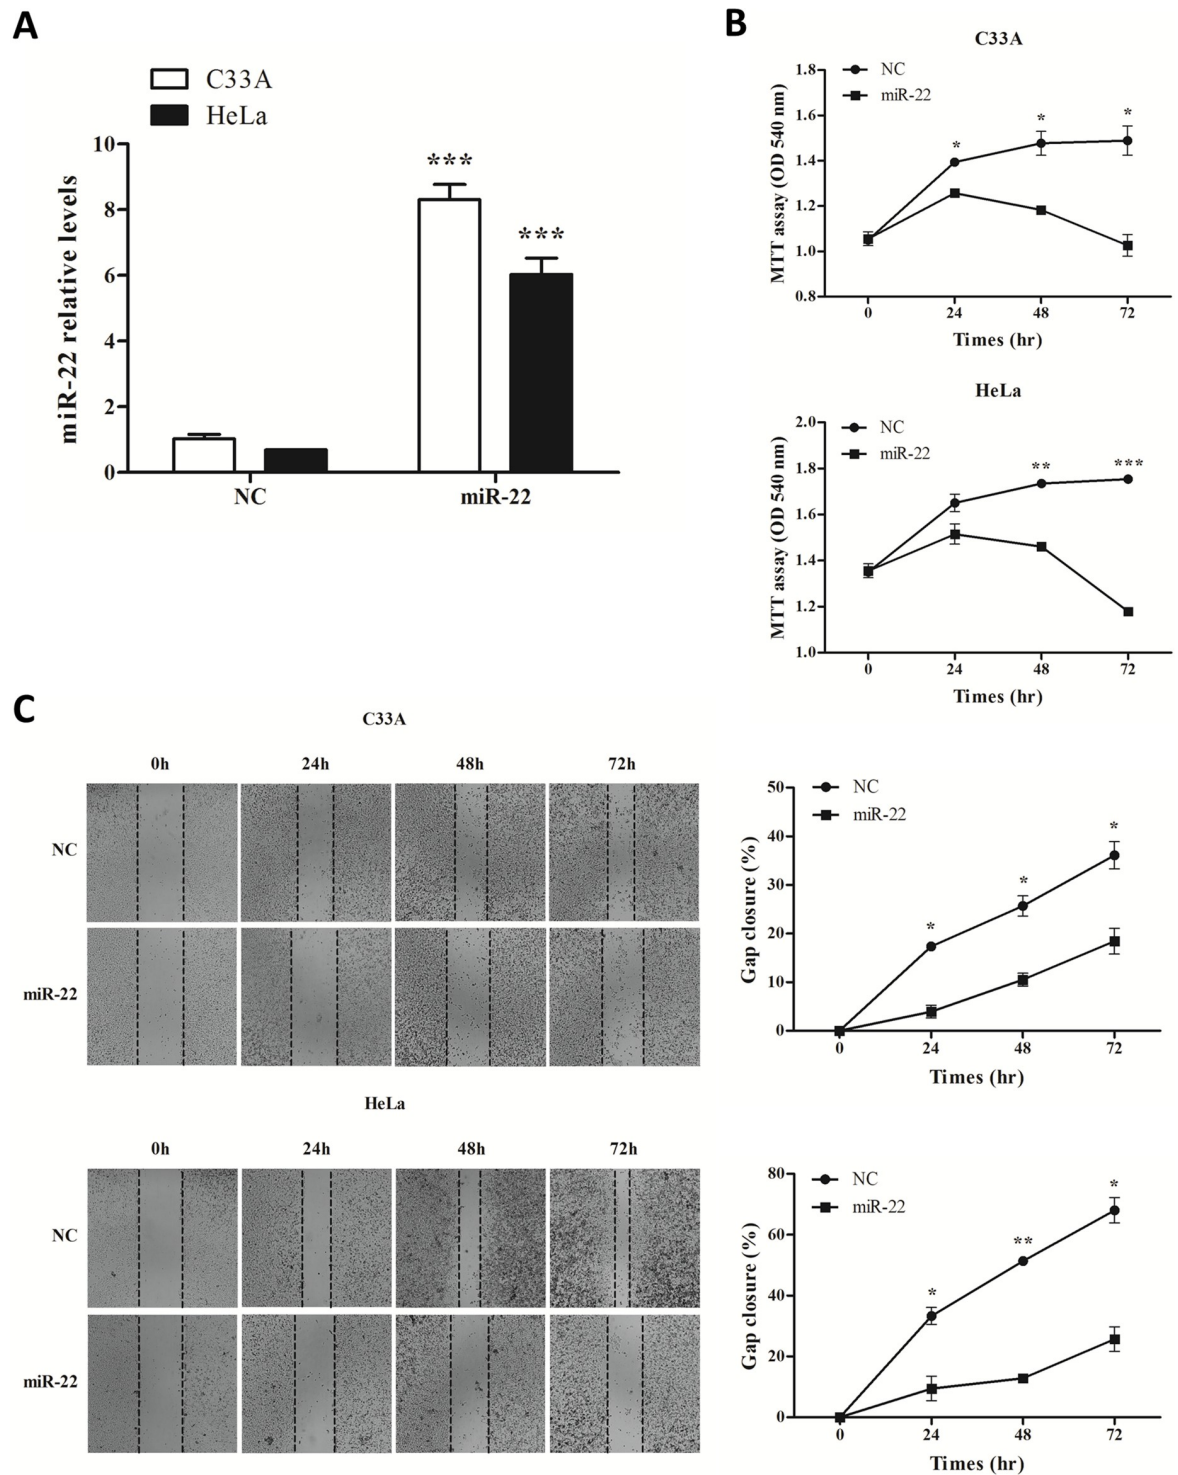 A
C33A
HeLa
miR-22 relative levels
10
8
6
4
2
0
***
***
NC
miR-22
B
C33A
NC
miR-22
MTT assay (OD 540 nm)
1.8
1.6
1.4
1.2
1.0
0.8
*
*
*
0
24
48
72
Times (hr)
HeLa
NC
miR-22
MTT assay (OD 540 nm)
2.0
1.8
1.6
1.4
1.2
1.0
**
***
0
24
48
72
Times (hr)
C
C33A
0h
24h
48h
72h
NC
miR-22
NC
miR-22
Gap closure (%)
50
40
30
20
10
0
*
*
*
0
24
48
72
Times (hr)
HeLa
0h
24h
48h
72h
NC
miR-22
NC
miR-22
Gap closure (%)
80
60
40
20
0
*
**
*
0
24
48
72
Times (hr)